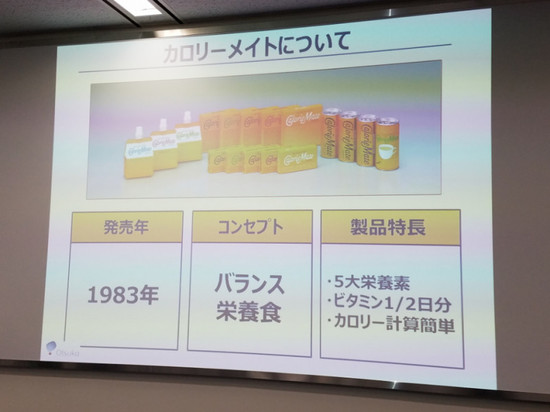 カロリーメイトについて
発売年
1983年
コンセプト
バランス
栄養食
製品特長
・5大栄養素
・ビタミン1/2日分
・カロリー計算簡単
Otsuka